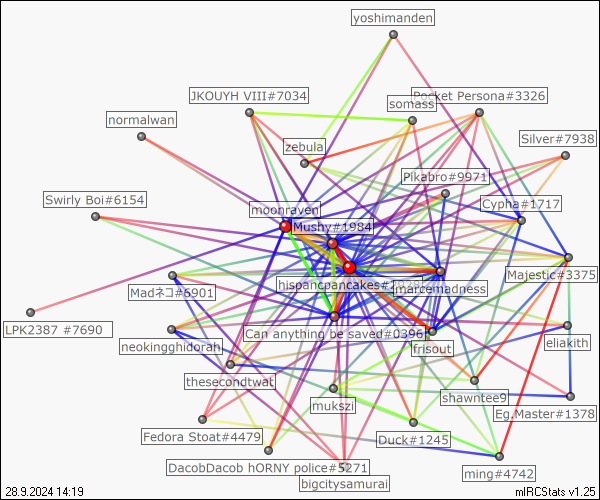 yoshimanden
JKOUYH VIII#7034
Pocket Persona#3326
somass
normalwan
Silver#7938
zebula
Pikabro#9971
Swirly Boi#6154
Cypha#1717
moonraven
Mushy#1984
Majestic#3375
hispancpancakes#
marcemadness
Madネコ#6901
LPK2387 #7690
Can anything be saved#0396
eliakith
neokingghidorah
frisout
thesecondtwat
shawntee9
mukszi
Eg.Master#1378
Fedora Stoat#4479
Duck#1245
DacobDacob hORNY police#5271
ming#4742
bigcitysamurai
28.9.2024 14:19
mIRCStats v1.25